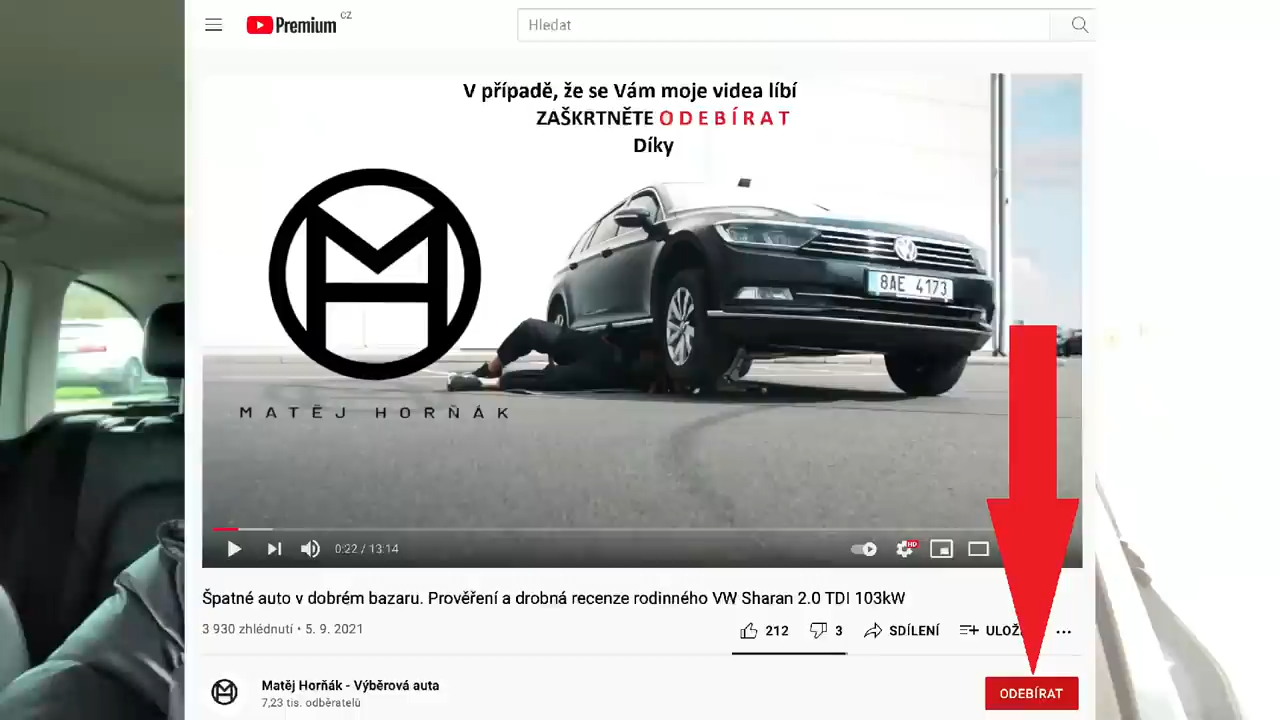 Premium CZ
Hledat
V případě, že se Vám moje videa líbí
ZAŠKRTNĚTE ODEBÍRAT
Díky
8AE 4173
MATĚJ HORŇÁK
0:22 / 13:14
HD
Špatné auto v dobrém bazaru. Prověření a drobná recenze rodinného VW Sharan 2.0 TDI 103kW
3 930 zhlédnutí • 5. 9. 2021
212
3
SDÍLENÍ
Matěj Horňák - Výběrová auta
7,23 tis. odběratelů
ODEBÍRAT